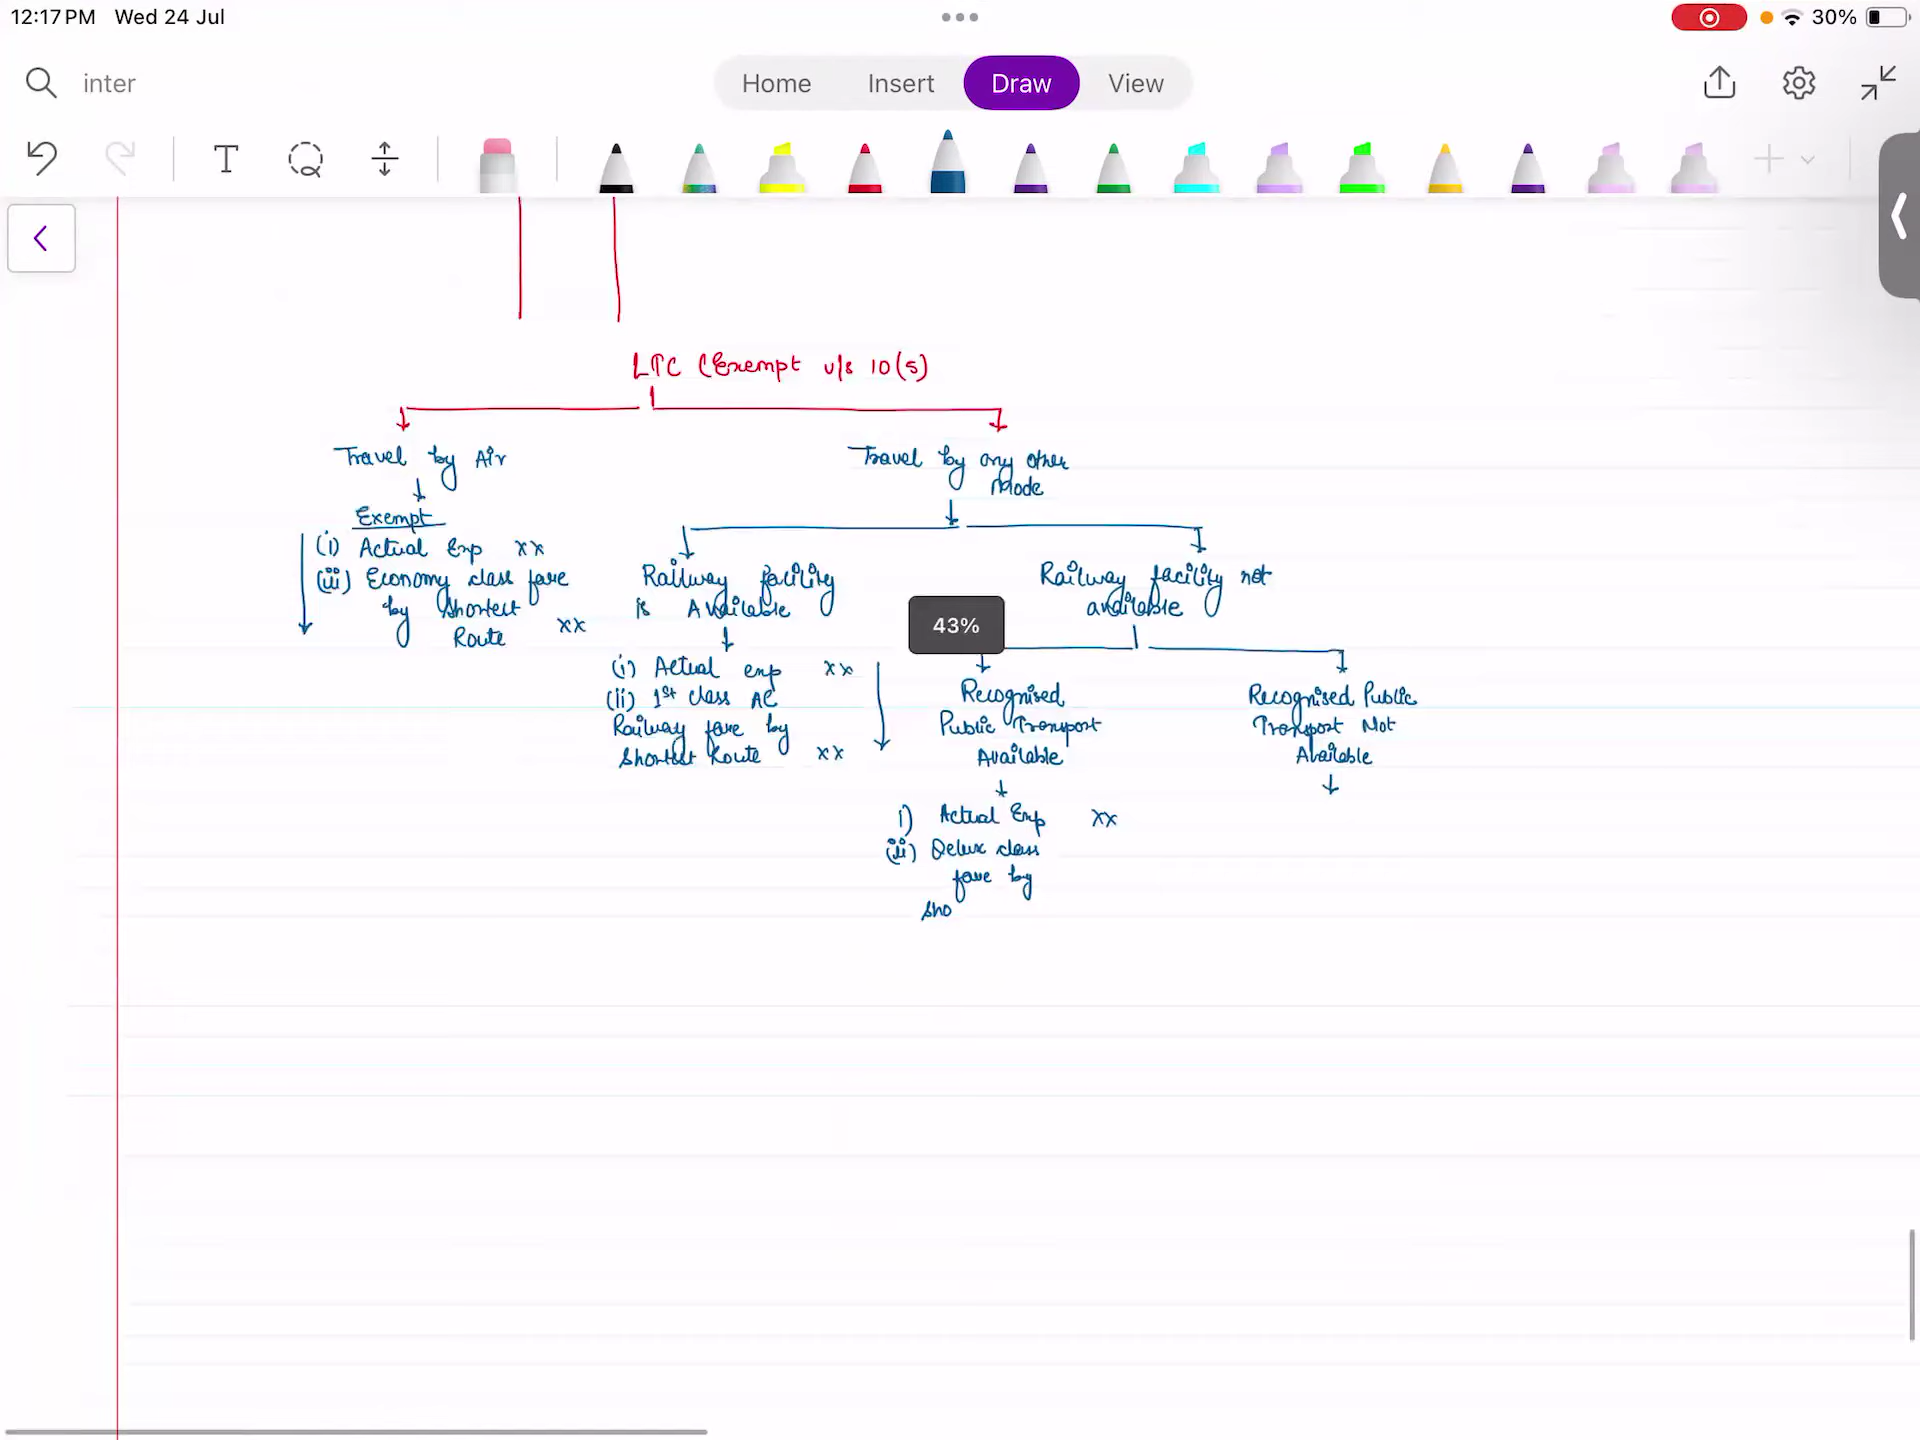 12:17 PM Wed 24 Jul
30%
inter
Home Insert Draw View
T
LTC (Exempt u/s 10(5)
Travel by Air
Exempt
(i) Actual Exp xx
(ii) Economy class fare
by Shortest
Route xx
Travel by any other
Mode
Railway facility
is Available
(i) Actual exp xx
(ii) 1st class AC
Railway fare by
Shortest Route xx
Railway facility not
available
43%
Recognised
Public Transport
Available
i) Actual Exp xx
(ii) Delux class
fare by
Sho
Recognised Public
Transport Not
Available